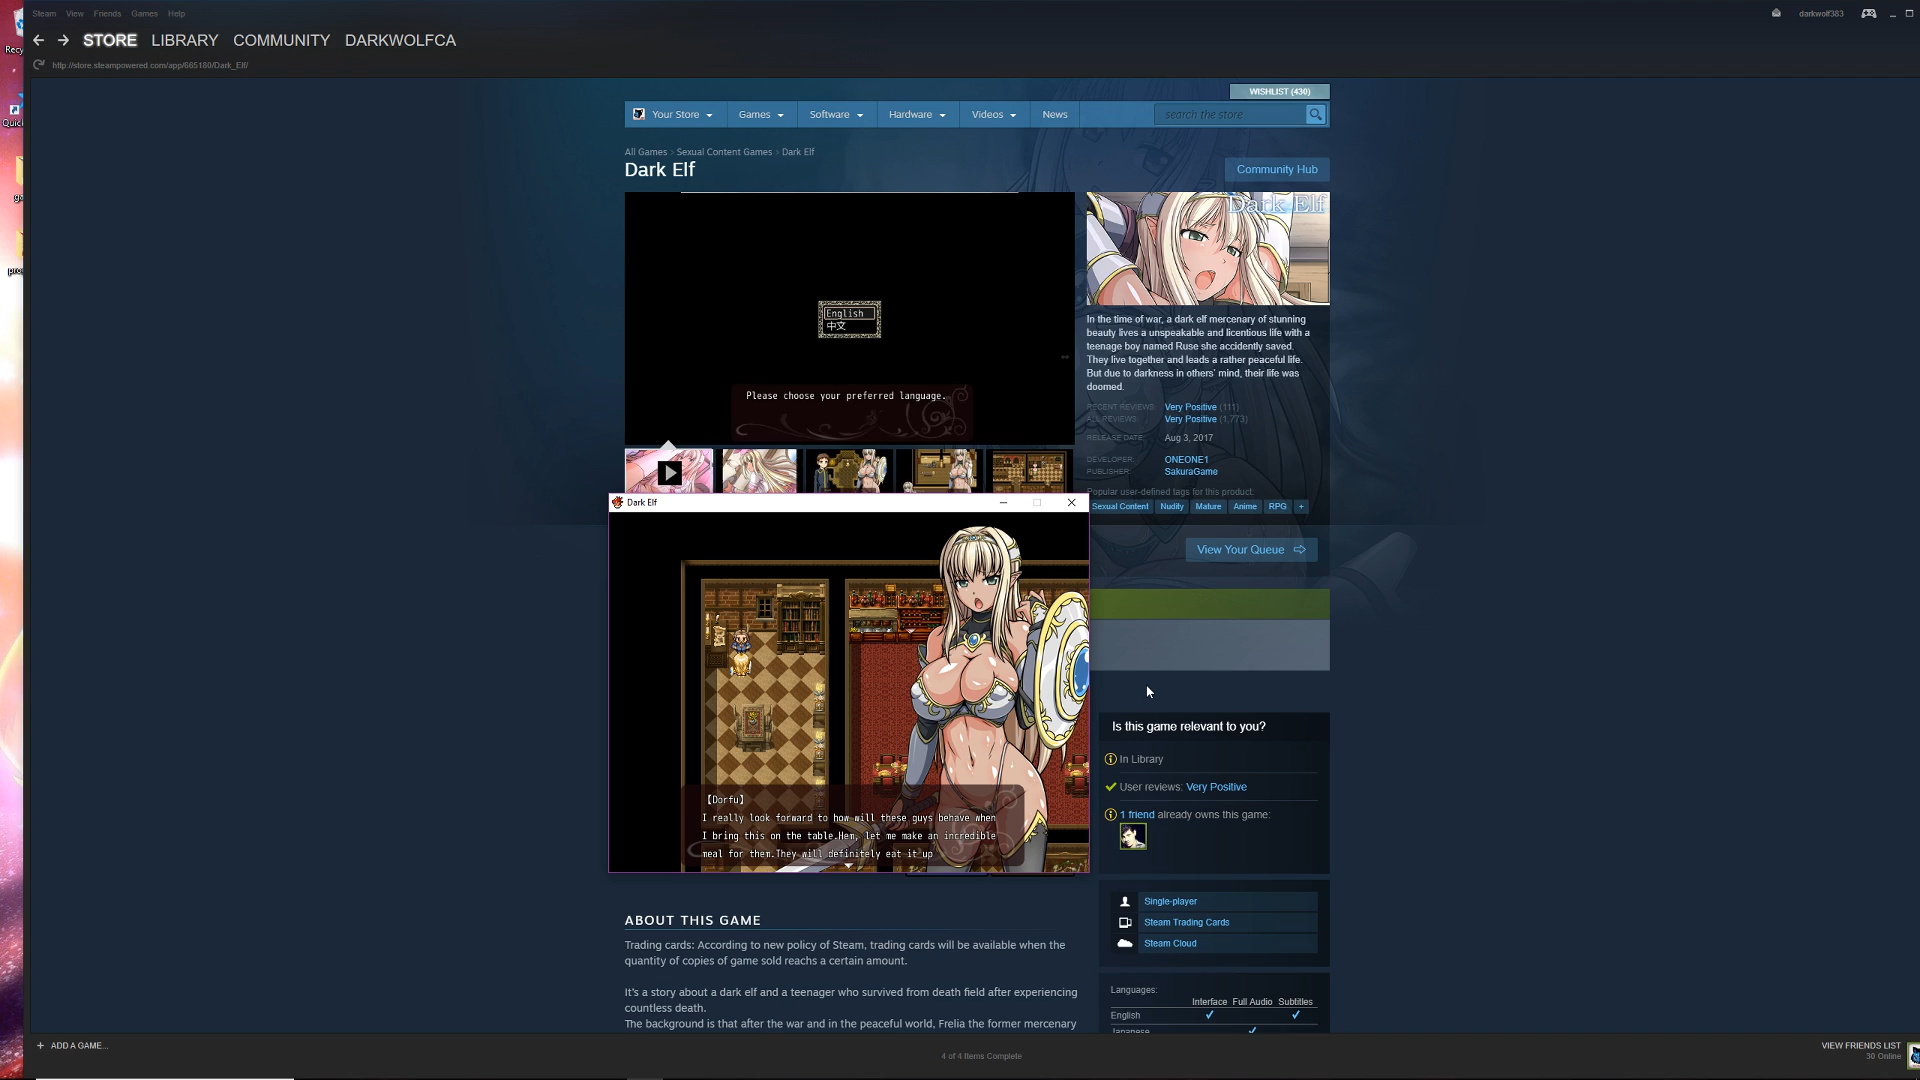 Steam View Friends Games Help
darkwolf383
STORE LIBRARY COMMUNITY DARKWOLFCA
http://store.steampowered.com/app/665180/Dark_Elf/
WISHLIST (430)
Your Store Games Software Hardware Videos News
search the store
All Games > Sexual Content Games > Dark Elf
Dark Elf
Community Hub
English
中文
Please choose your preferred language.
Dark Elf
In the time of war, a dark elf mercenary of stunning
beauty lives a unspeakable and licentious life with a
teenage boy named Ruse she accidently saved.
They live together and leads a rather peaceful life.
But due to darkness in others' mind, their life was
doomed.
RECENT REVIEWS: Very Positive (111)
ALL REVIEWS: Very Positive (1,773)
RELEASE DATE: Aug 3, 2017
DEVELOPER: ONEONE1
PUBLISHER: SakuraGame
Popular user-defined tags for this product:
Sexual Content Nudity Mature Anime RPG +
View Your Queue
Dark Elf
【Dorfu】
I really look forward to how will these guys behave when
I bring this on the table.Hem, let me make an incredible
meal for them.They will definitely eat it up
Is this game relevant to you?
In Library
User reviews: Very Positive
1 friend already owns this game:
Single-player
Steam Trading Cards
Steam Cloud
Languages:
Interface Full Audio Subtitles
English ✔ ✔
Japanese ✔
ABOUT THIS GAME
Trading cards: According to new policy of Steam, trading cards will be available when the
quantity of copies of game sold reachs a certain amount.
It's a story about a dark elf and a teenager who survived from death field after experiencing
countless death.
The background is that after the war and in the peaceful world, Frelia the former mercenary
+ ADD A GAME...
4 of 4 Items Complete
VIEW FRIENDS LIST
30 Online